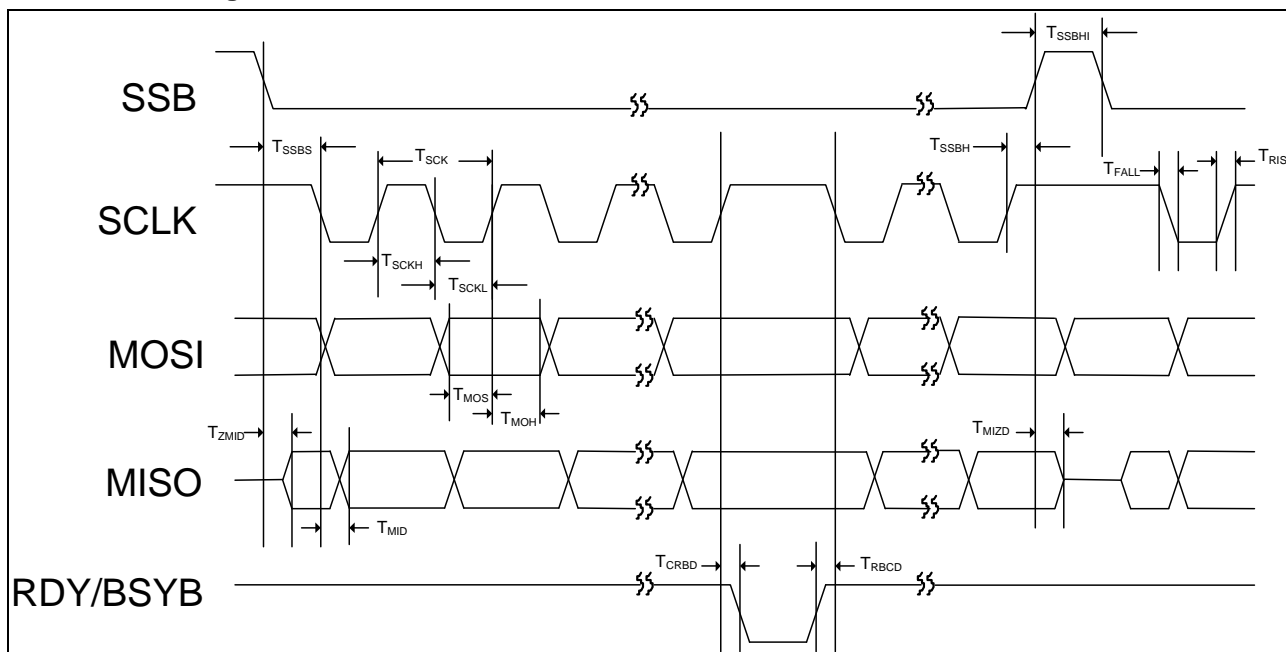 TSSBHI
SSB
TSSBS
TSCK
TSSBH
TFALL
TRIS
SCLK
TSCKH
TSCKL
MOSI
TMOS
TMOH
TZMID
TMIZD
MISO
TMID
TCRBD
TRBCD
RDY/BSYB